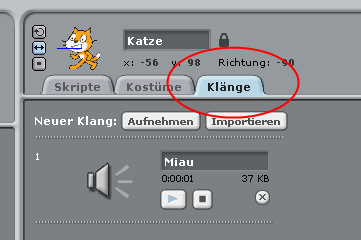 Katze
x: -56 y: 98 Richtung: -90
Skripte Kostüme Klänge
Neuer Klang: Aufnehmen Importieren
1
Miau
0:00:01 37 KB